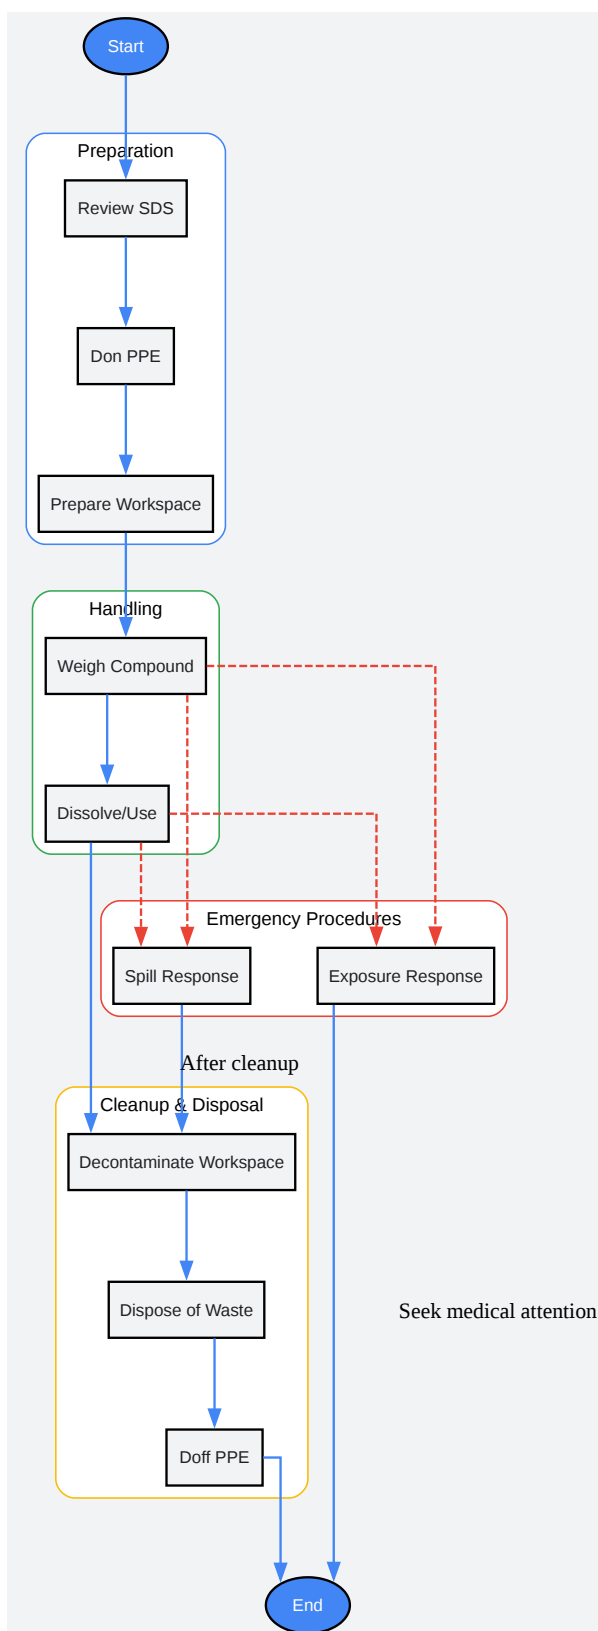 Start
Preparation
Review SDS
Don PPE
Prepare Workspace
Handling
Weigh Compound
Dissolve/Use
Emergency Procedures
Spill Response
Exposure Response
After cleanup
Cleanup & Disposal
Decontaminate Workspace
Dispose of Waste
Seek medical attention
Doff PPE
End